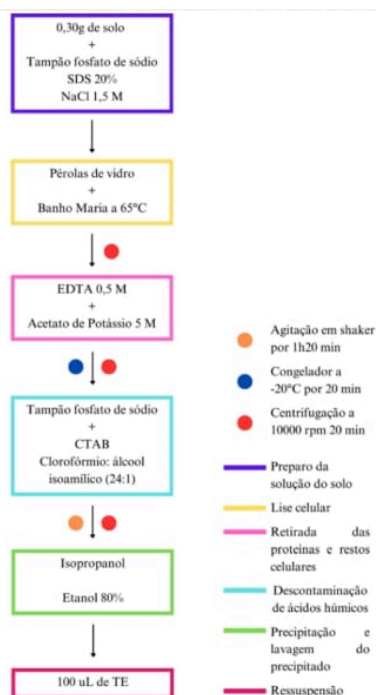 0,30g de solo
+
Tampão fosfato de sódio
SDS 20%
NaCl 1,5 M
Pérolas de vidro
+
Banho Maria a 65ºC
EDTA 0,5 M
+
Acetato de Potássio 5 M
Tampão fosfato de sódio
+
CTAB
Clorofórmio: álcool
isoamílico (24:1)
Isopropanol
Etanol 80%
100 uL de TE
Agitação em shaker
por 1h20 min
Congelador a
-20ºC por 20 min
Centrifugação a
10000 rpm 20 min
Preparo da
solução do solo
Lise celular
Retirada das
proteínas e restos
celulares
Descontaminação
de ácidos húmicos
Precipitação e
lavagem do
precipitado
Ressuspensão